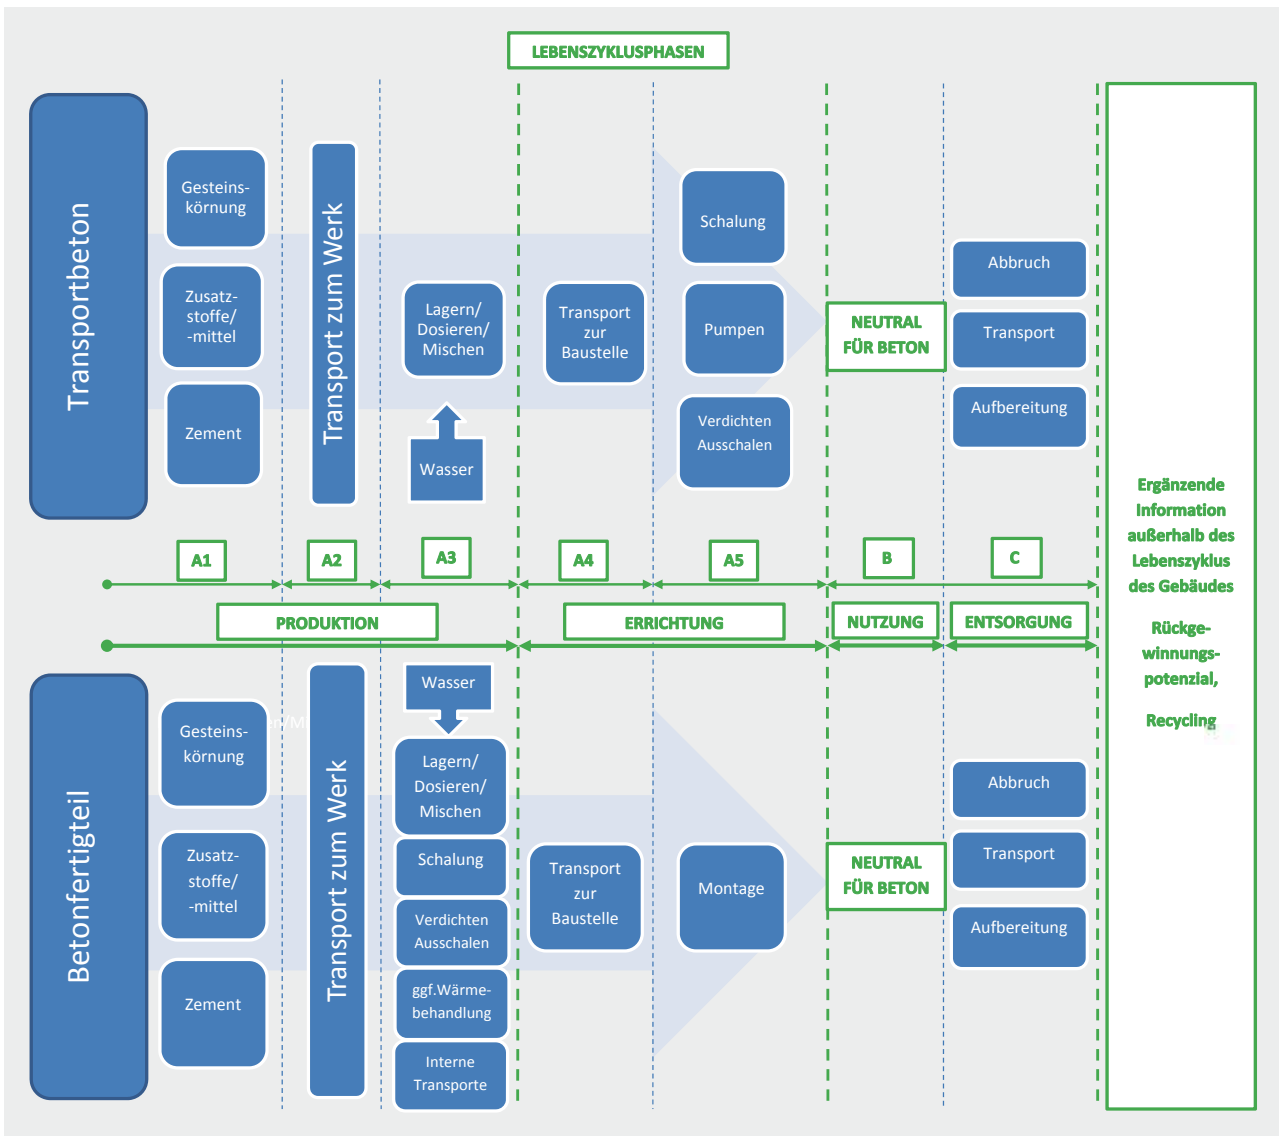 LEBENSZYKLUSPHASEN
Transportbeton
Gesteins-
körnung
Zusatz-
stoffe/
-mittel
Zement
Transport zum Werk
Lagern/
Dosieren/
Mischen
Wasser
Transport
zur
Baustelle
Schalung
Pumpen
Verdichten
Ausschalen
NEUTRAL
FÜR BETON
Abbruch
Transport
Aufbereitung
A1
A2
A3
A4
A5
B
C
PRODUKTION
ERRICHTUNG
NUTZUNG
ENTSORGUNG
Betonfertigteil
Gesteins-
körnung
Zusatz-
stoffe/
-mittel
Zement
Transport zum Werk
Wasser
Lagern/
Dosieren/
Mischen
Schalung
Verdichten
Ausschalen
ggf.Wärme-
behandlung
Interne
Transporte
Transport
zur
Baustelle
Montage
NEUTRAL
FÜR BETON
Abbruch
Transport
Aufbereitung
Ergänzende
Information
außerhalb des
Lebenszyklus
des Gebäudes
Rückge-
winnungs-
potenzial,
Recycling